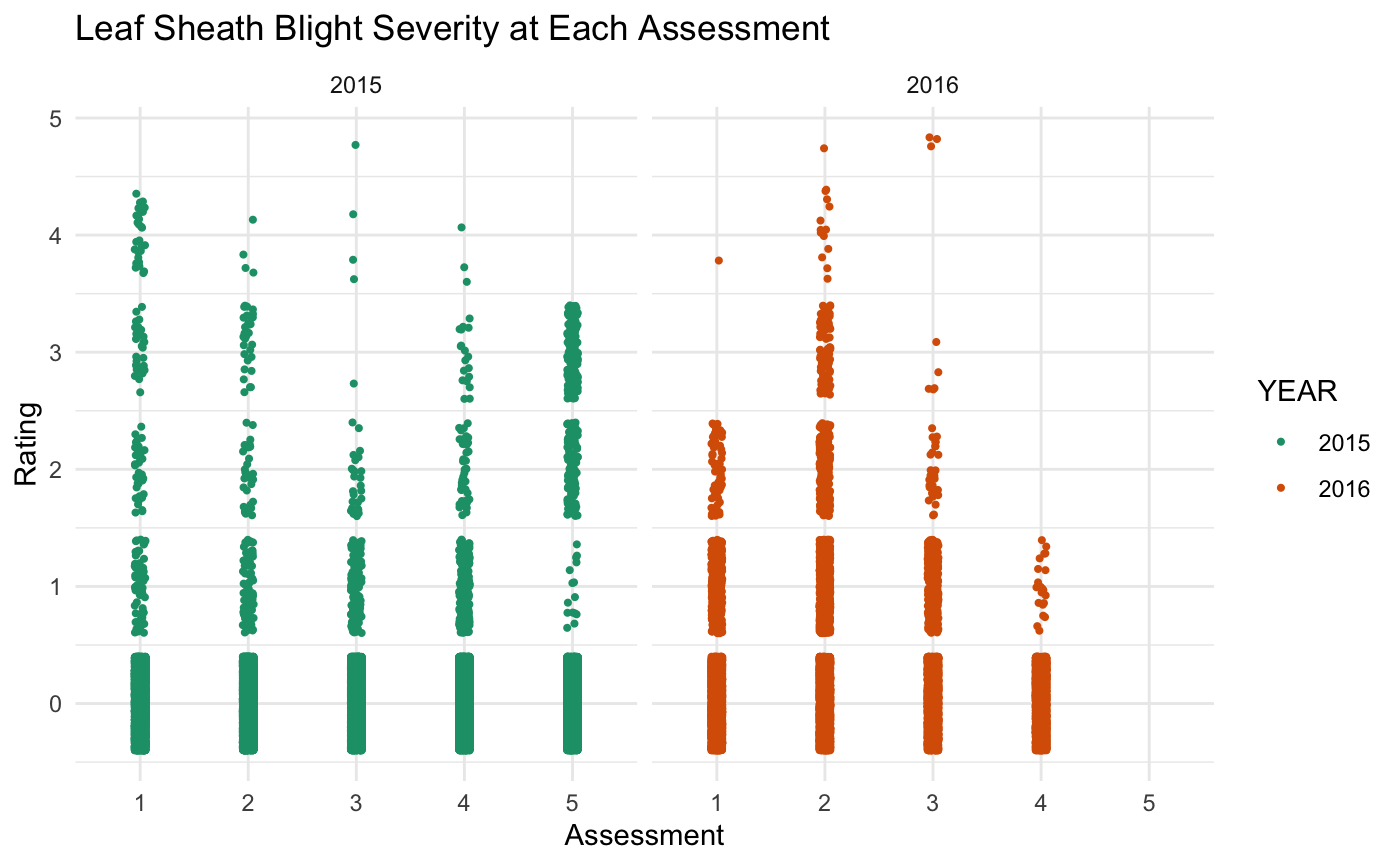 Leaf Sheath Blight Severity at Each Assessment
2015 2016
5
4
3
2
1
0
Rating
1 2 3 4 5 1 2 3 4 5
Assessment
YEAR
2015
2016